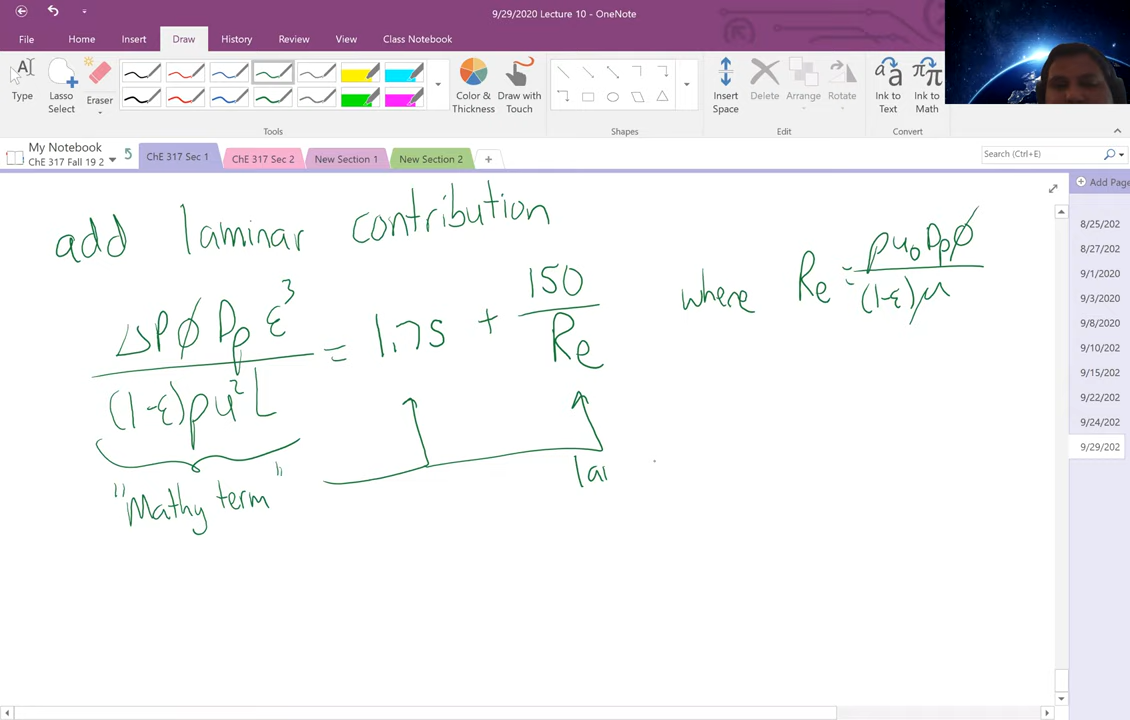 9/29/2020 Lecture 10 - OneNote
File Home Insert Draw History Review View Class Notebook
Type
Lasso Select
Eraser
Color & Thickness
Draw with Touch
Insert Space
Delete
Arrange
Rotate
Ink to Text
Ink to Math
Tools
Shapes
Edit
Convert
My Notebook
ChE 317 Fall 19 2
ChE 317 Sec 1
ChE 317 Sec 2
New Section 1
New Section 2
+
Search (Ctrl+E)
Add Page
8/25/202
8/27/202
9/1/2020
9/3/2020
9/8/2020
9/10/202
9/15/202
9/22/202
9/24/202
9/29/202
add laminar contribution
ΔPφDpε³ / (1-ε)ρu²L = 1.75 + 150 / Re
where Re = ρu₀Dpφ / (1-ε)μ
"Mathy term"
lai